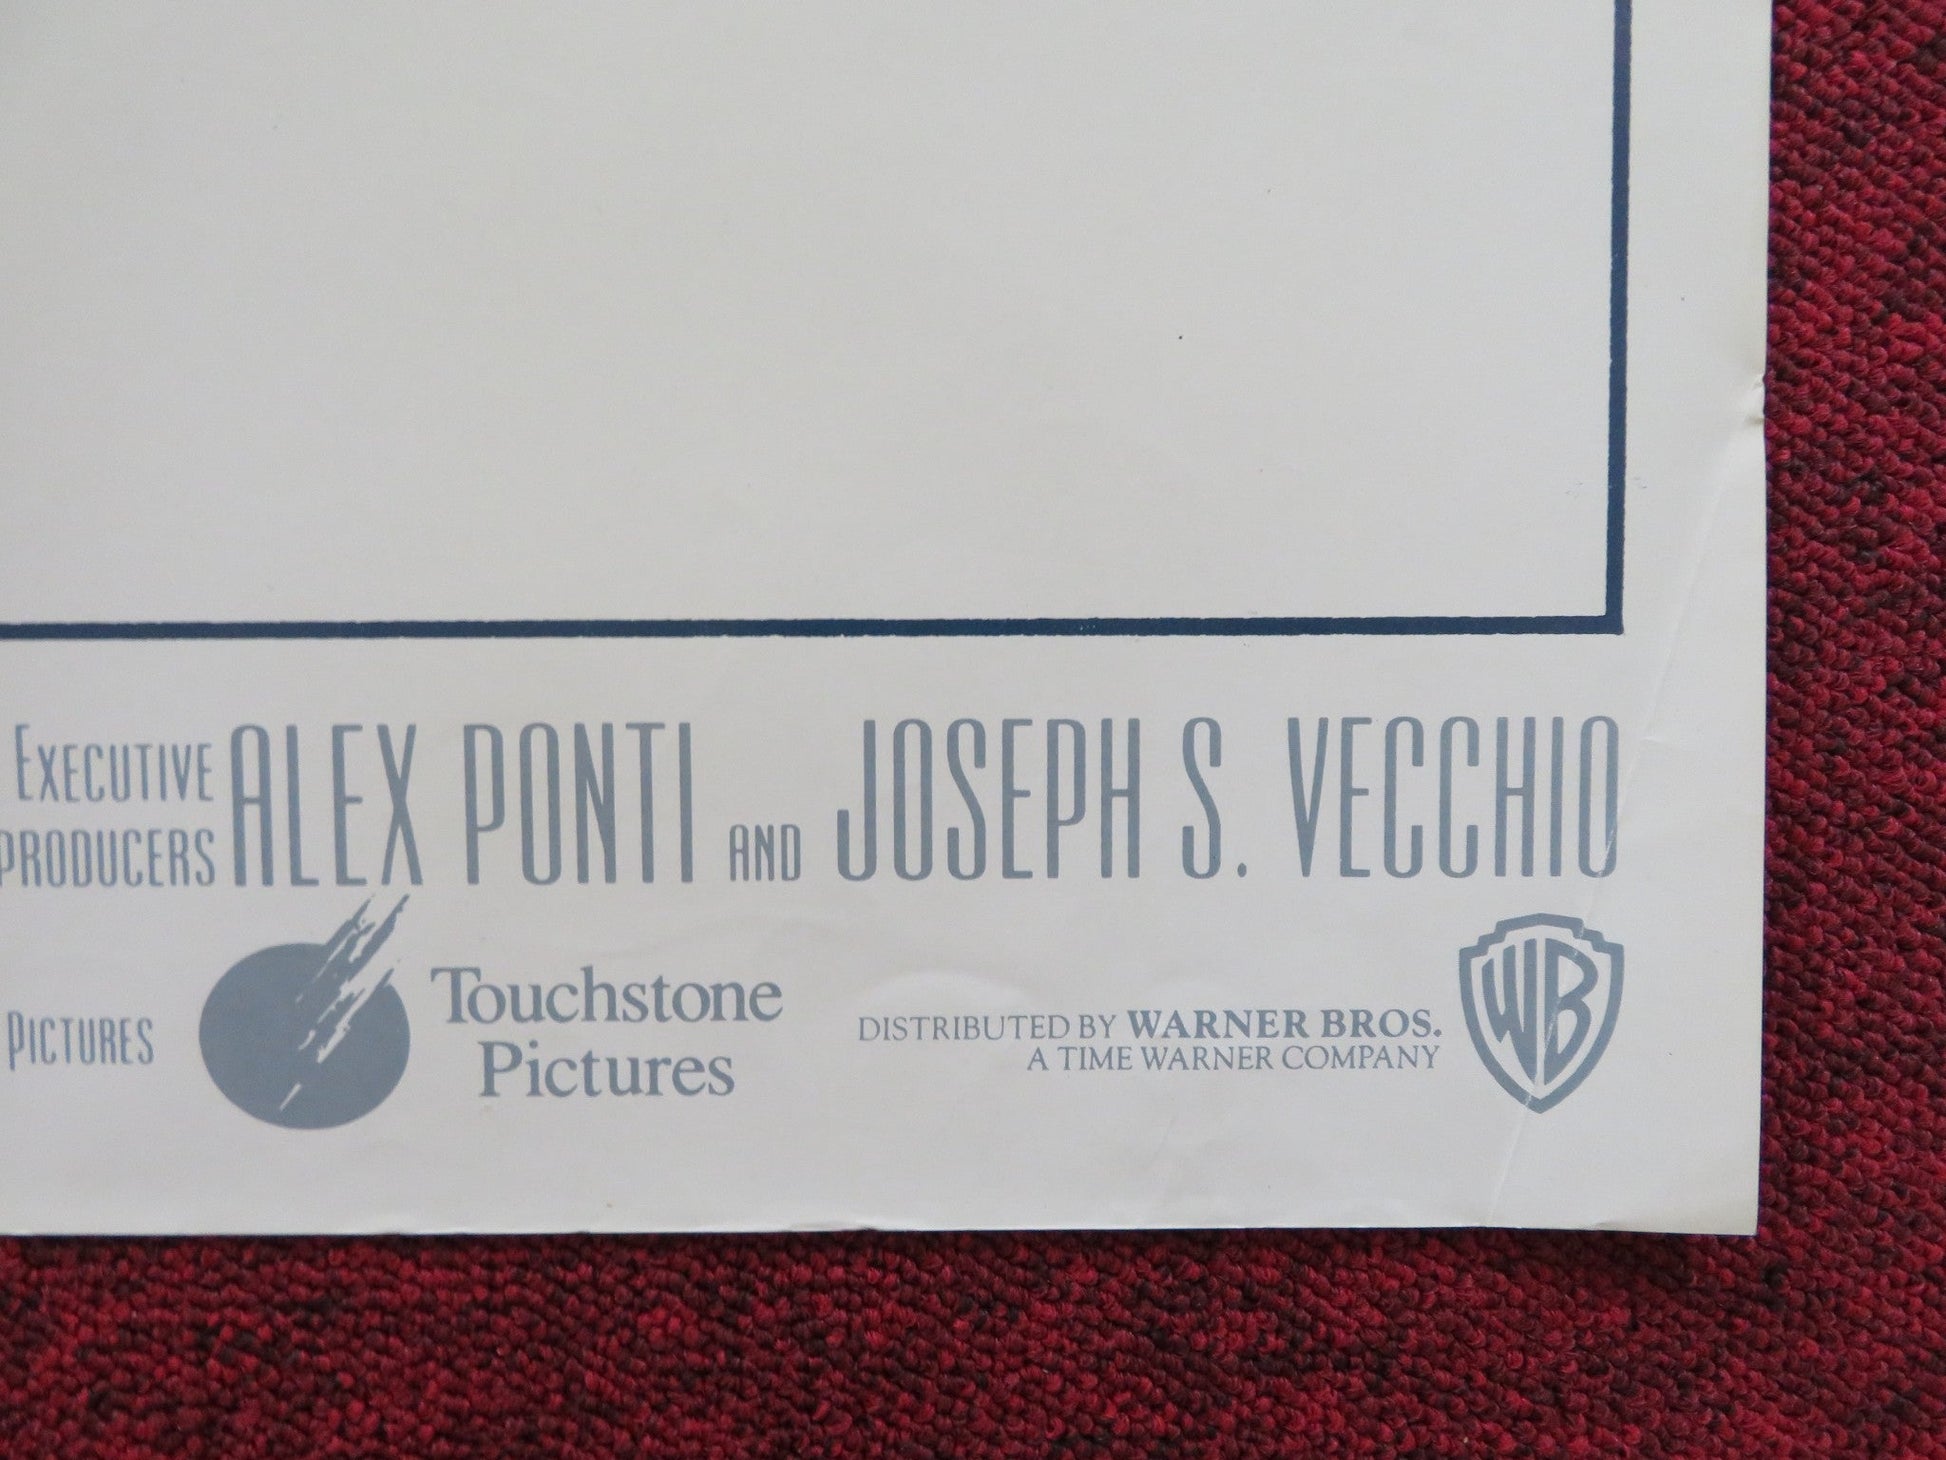 EXECUTIVE
PRODUCERS ALEX PONTI AND JOSEPH S. VECCHIO
PICTURES
Touchstone
Pictures
DISTRIBUTED BY WARNER BROS.
A TIME WARNER COMPANY
WB